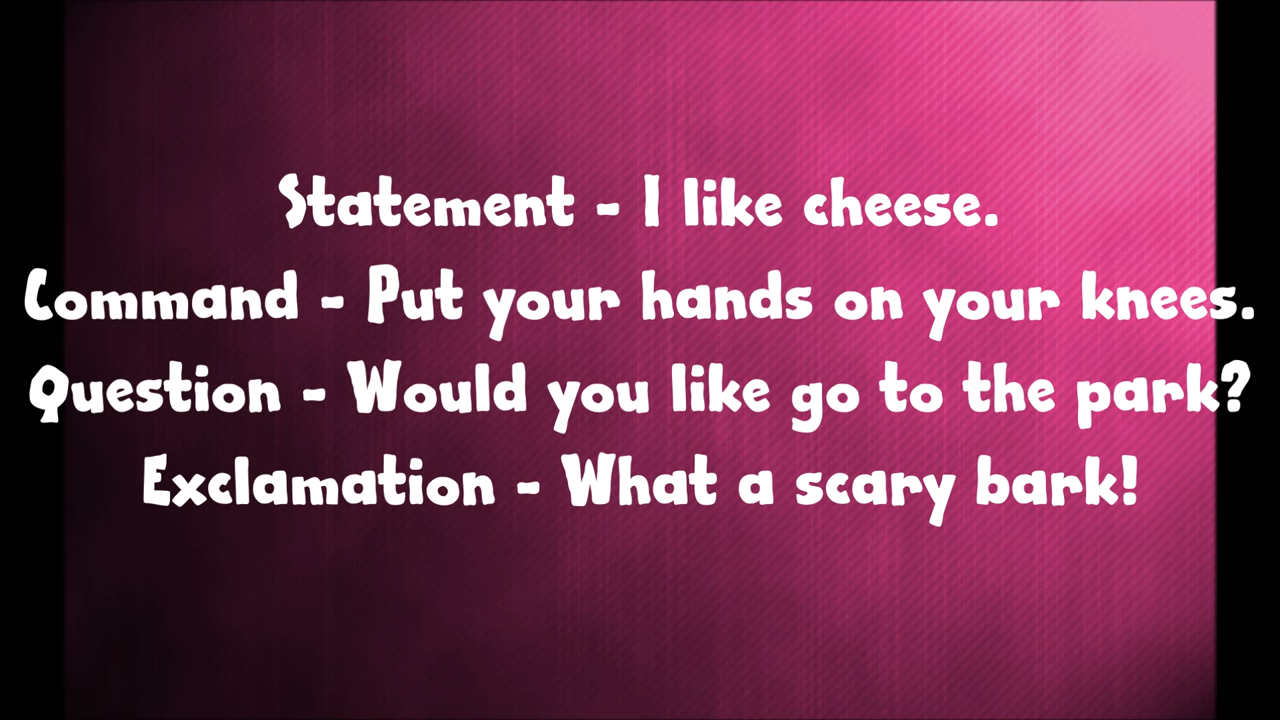 Statement - I like cheese.
Command - Put your hands on your knees.
Question - Would you like go to the park?
Exclamation - What a scary bark!